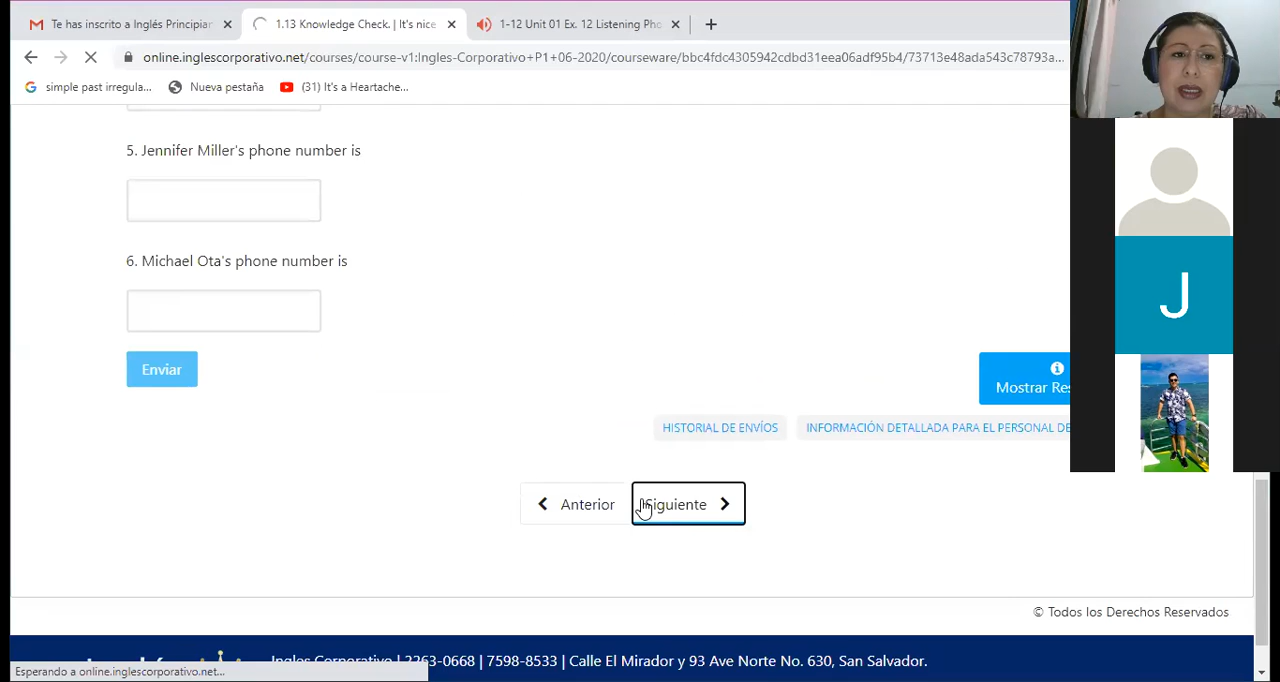 Te has inscrito a Inglés Principian
1.13 Knowledge Check. | It's nice
1-12 Unit 01 Ex. 12 Listening Pho
online.inglescorporativo.net/courses/course-v1:Ingles-Corporativo+P1+06-2020/courseware/bbc4fdc4305942cdbd31eea06adf95b4/73713e48ada543c78793a...
simple past irregula...
Nueva pestaña
(31) It's a Heartache...
5. Jennifer Miller's phone number is
6. Michael Ota's phone number is
Enviar
Mostrar Res
HISTORIAL DE ENVÍOS
INFORMACIÓN DETALLADA PARA EL PERSONAL DE
Anterior
Siguiente
J
© Todos los Derechos Reservados
Ingles Corporativo | 2263-0668 | 7598-8533 | Calle El Mirador y 93 Ave Norte No. 630, San Salvador.
Esperando a online.inglescorporativo.net...